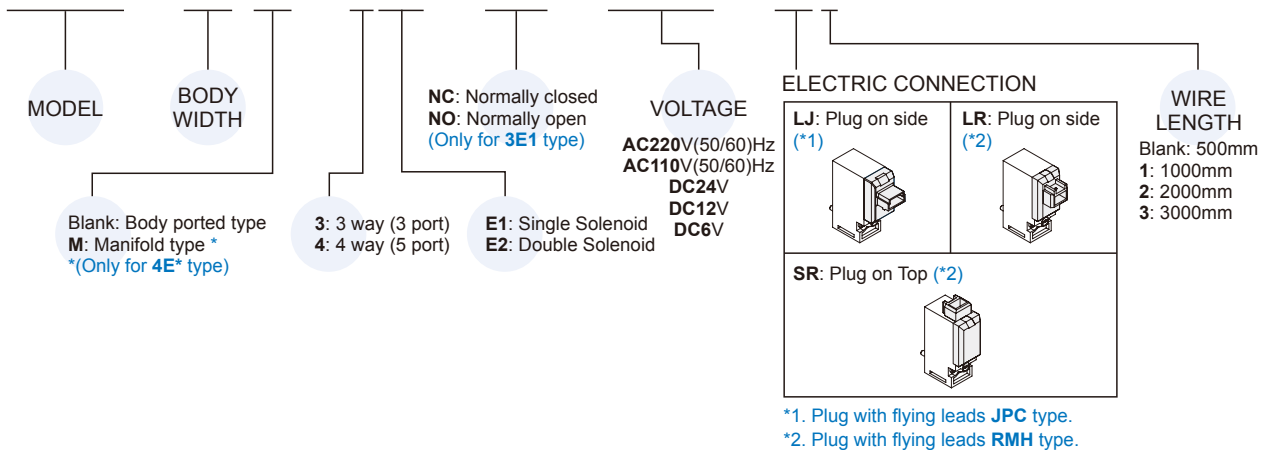 MODEL
BODY
WIDTH
Blank: Body ported type
M: Manifold type *
*(Only for 4E* type)
3: 3 way (3 port)
4: 4 way (5 port)
E1: Single Solenoid
E2: Double Solenoid
NC: Normally closed
NO: Normally open
(Only for 3E1 type)
VOLTAGE
AC220V(50/60)Hz
AC110V(50/60)Hz
DC24V
DC12V
DC6V
ELECTRIC CONNECTION
LJ: Plug on side
(*1)
LR: Plug on side
(*2)
SR: Plug on Top (*2)
*1. Plug with flying leads JPC type.
*2. Plug with flying leads RMH type.
WIRE
LENGTH
Blank: 500mm
1: 1000mm
2: 2000mm
3: 3000mm